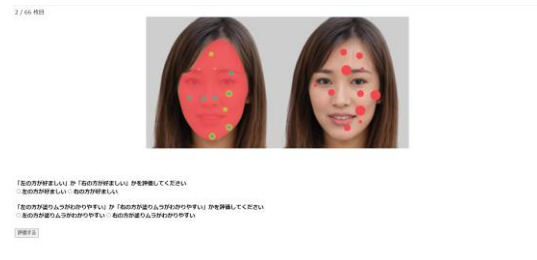 2 / 66 枚目
「左の方が好ましい」か「右の方が好ましい」かを評価してください
左の方が好ましい 右の方が好ましい
「左の方が塗りムラがわかりやすい」か「右の方が塗りムラがわかりやすい」かを評価してください
左の方が塗りムラがわかりやすい 右の方が塗りムラがわかりやすい
評価する